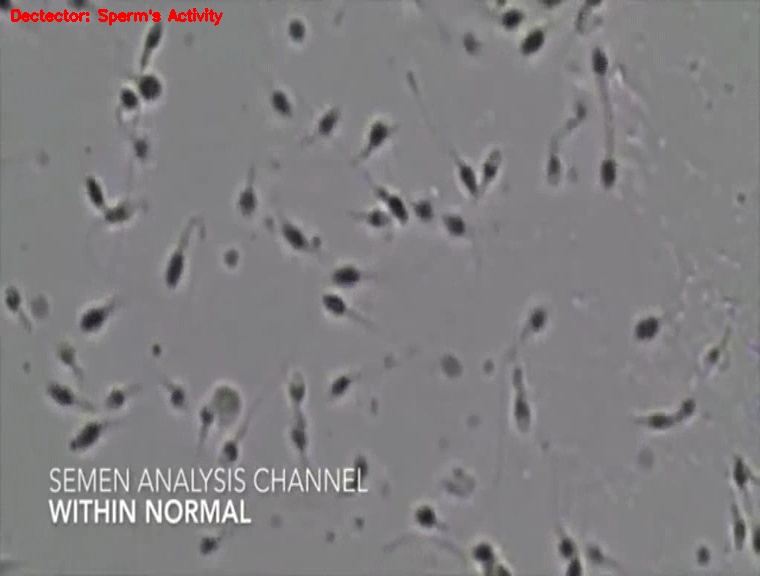 Dectector: Sperm's Activity
SEMEN ANALYSIS CHANNEL
WITHIN NORMAL